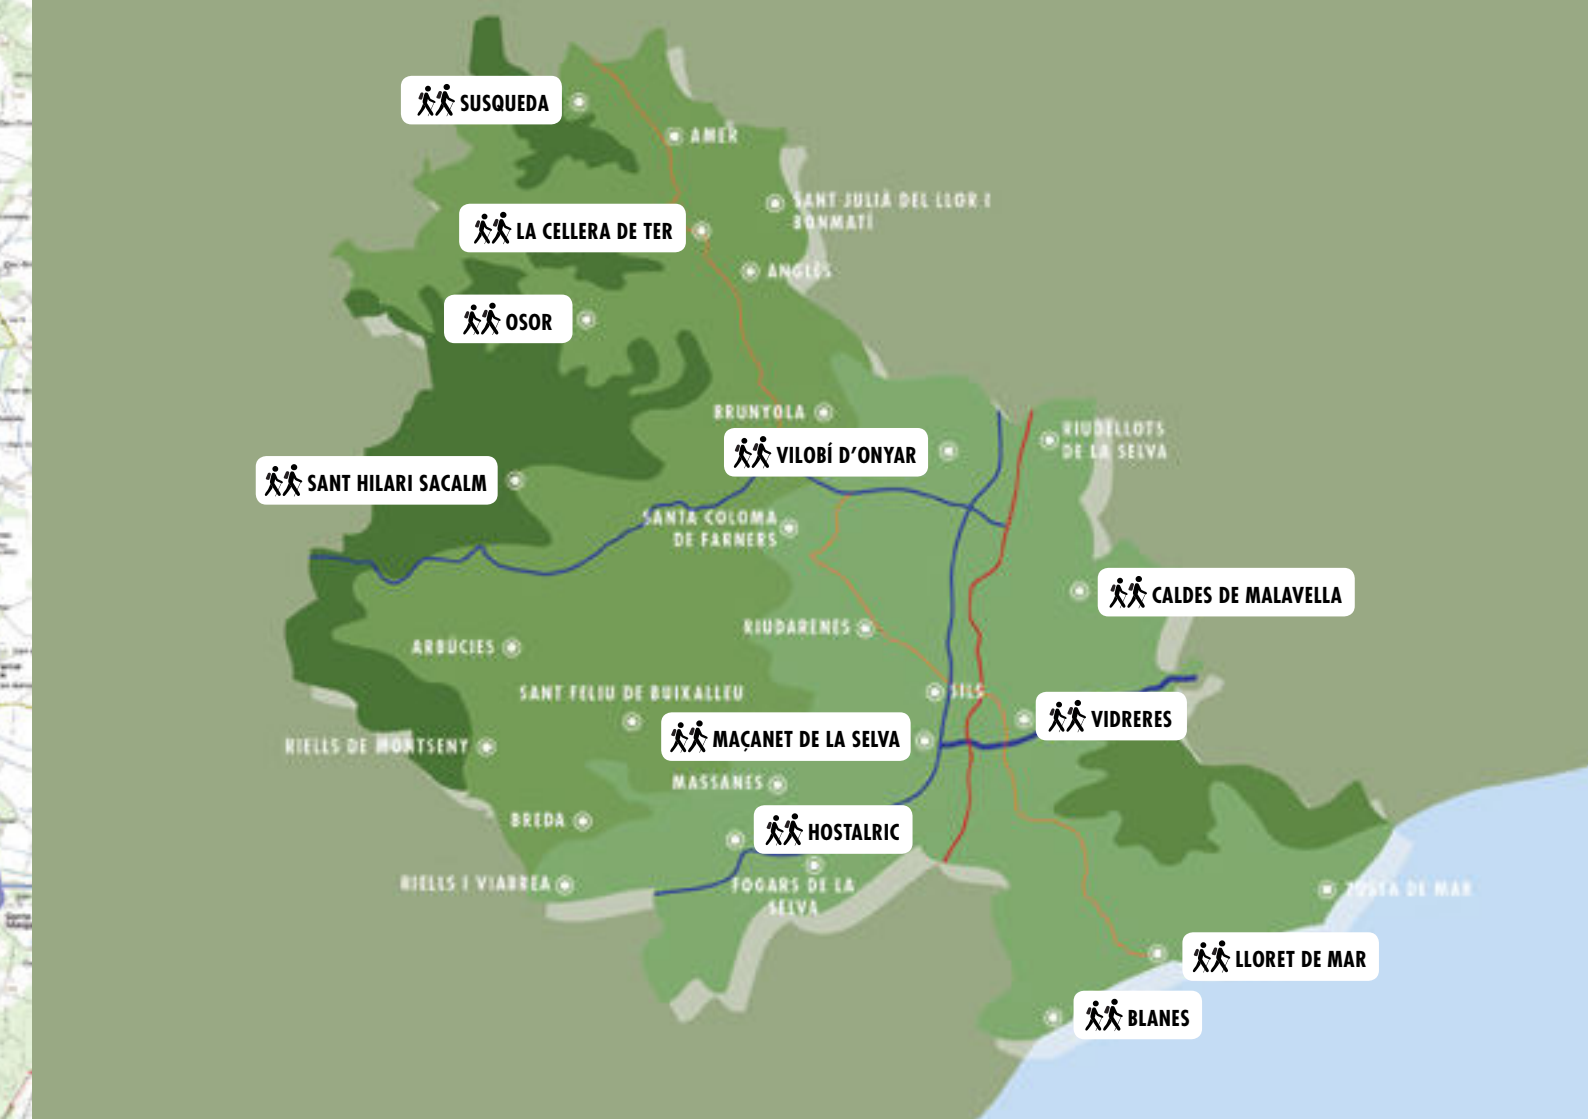 SUSQUEDA
AMER
SANT JULIÀ DEL LLOR I
BONMATÍ
LA CELLERA DE TER
ANGLÈS
OSOR
BRUNYOLA
VILOBÍ D'ONYAR
RIUDELLOTS
DE LA SELVA
SANT HILARI SACALM
SANTA COLOMA
DE FARNERS
CALDES DE MALAVELLA
RIUDARENES
ARBÚCIES
SANT FELIU DE BUIXALLEU
SILS
VIDRERES
MAÇANET DE LA SELVA
RIELLS DE MONTSENY
MASSANES
BREDA
HOSTALRIC
RIELLS I VIABREA
FOGARS DE LA
SELVA
TOSSA DE MAR
LLORET DE MAR
BLANES